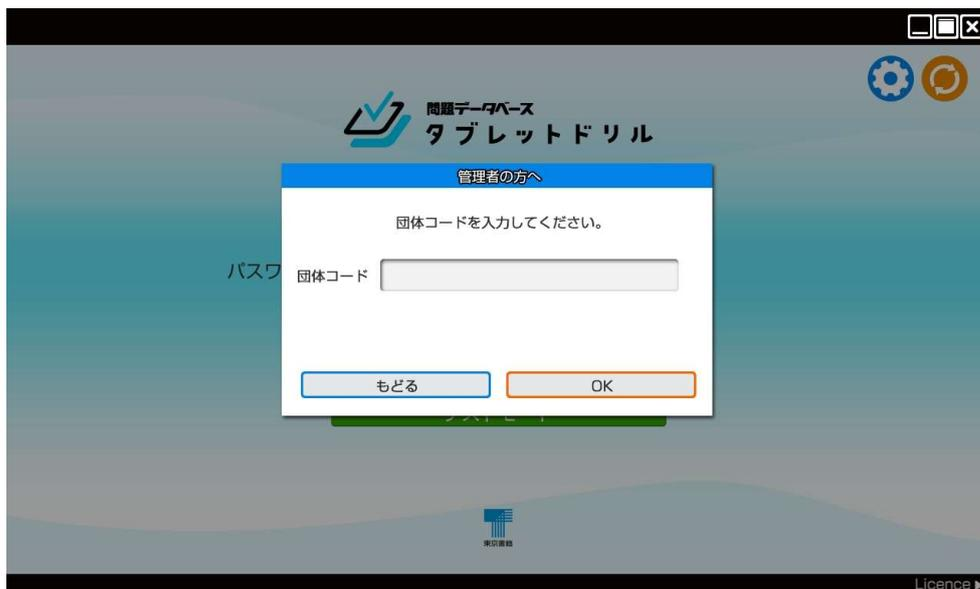 問題データベース
タブレットドリル
管理者の方へ
団体コードを入力してください。
パスワ
団体コード
もどる
OK
東京書籍
Licence